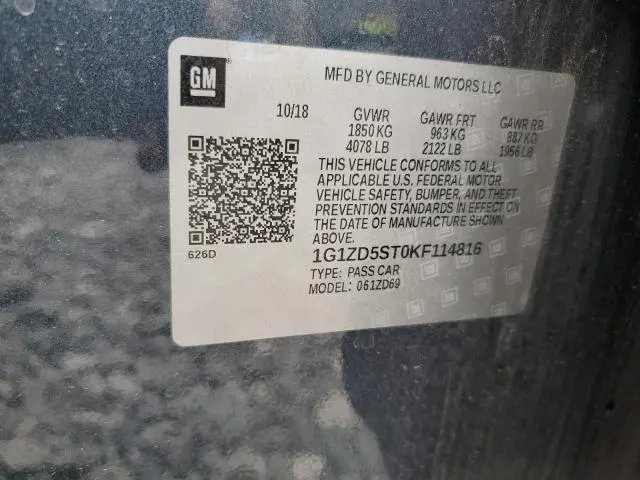 GM
MFD BY GENERAL MOTORS LLC
10/18 GVWR GAWR FRT GAWR RR
1850 KG 963 KG 887 KG
4078 LB 2122 LB 1956 LB
THIS VEHICLE CONFORMS TO ALL
APPLICABLE U.S. FEDERAL MOTOR
VEHICLE SAFETY, BUMPER, AND THEFT
PREVENTION STANDARDS IN EFFECT ON
THE DATE OF MANUFACTURE SHOWN
ABOVE.
626D
1G1ZD5ST0KF114816
TYPE: PASS CAR
MODEL: 061ZD69